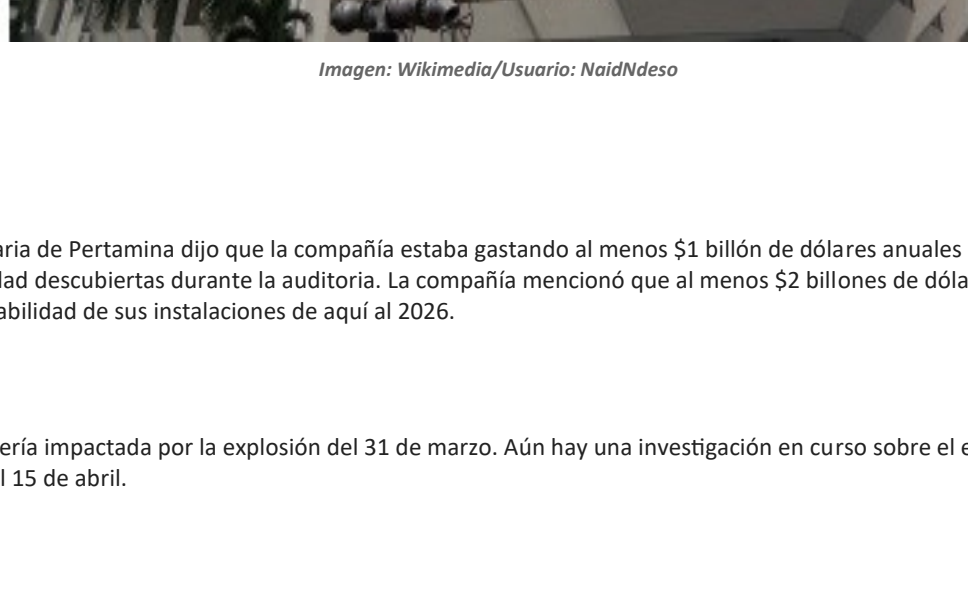 Imagen: Wikimedia/Usuario: NaidNdeso
aria de Pertamina dijo que la compañía estaba gastando al menos $1 billón de dólares anuales
dad descubiertas durante la auditoria. La compañía mencionó que al menos $2 billones de dóla
abilidad de sus instalaciones de aquí al 2026.
ería impactada por la explosión del 31 de marzo. Aún hay una investigación en curso sobre el e
l 15 de abril.